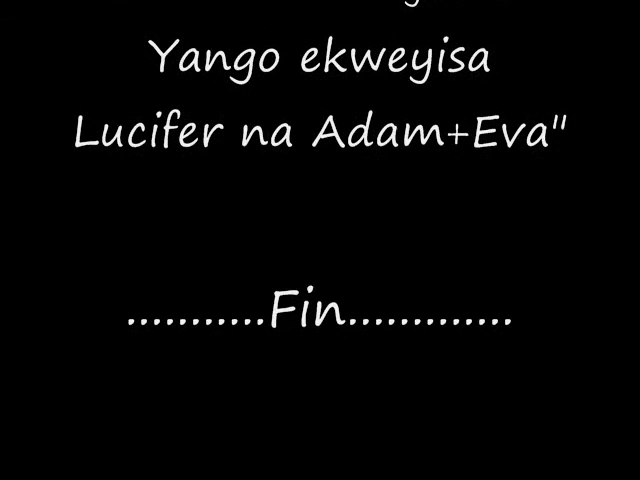 Yango ekweyisa
Lucifer na Adam+Eva"
...........Fin.............